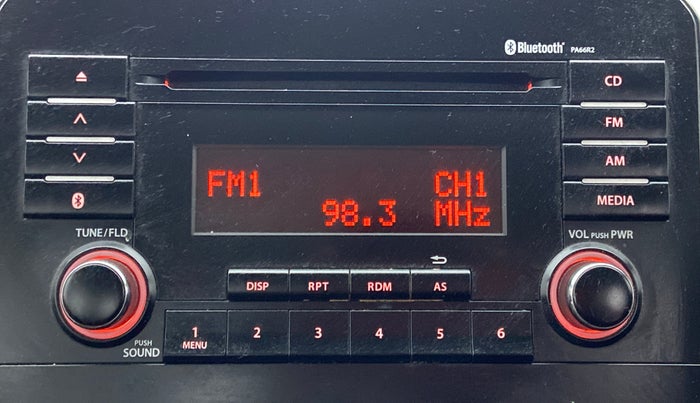 Bluetooth® PA66R2
CD
FM
AM
MEDIA
FM1 CH1
98.3 MHz
TUNE/FLD
PUSH SOUND
VOL PUSH PWR
DISP RPT RDM AS
1 MENU 2 3 4 5 6